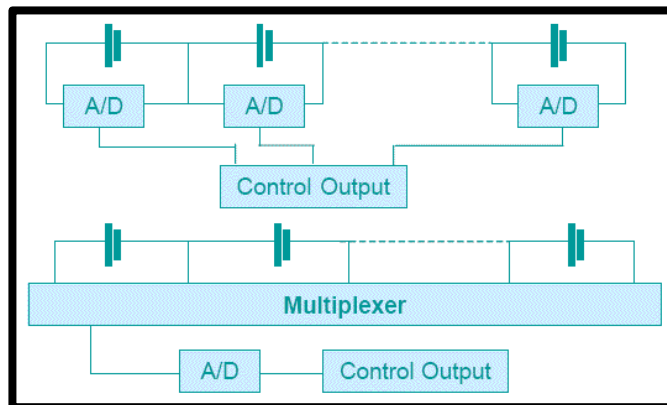 A/D A/D A/D
Control Output
Multiplexer
A/D Control Output